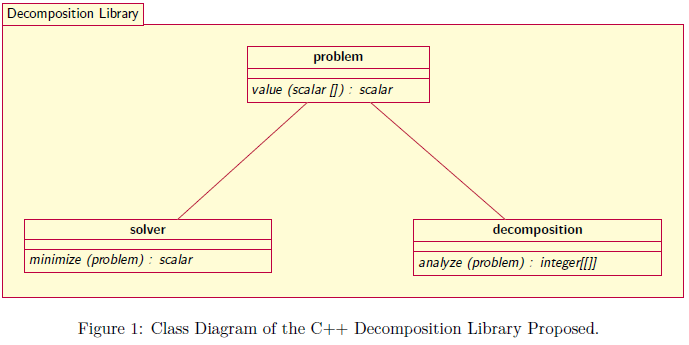 Decomposition Library
problem
value (scalar []) : scalar
solver
minimize (problem) : scalar
decomposition
analyze (problem) : integer[[]]
Figure 1: Class Diagram of the C++ Decomposition Library Proposed.